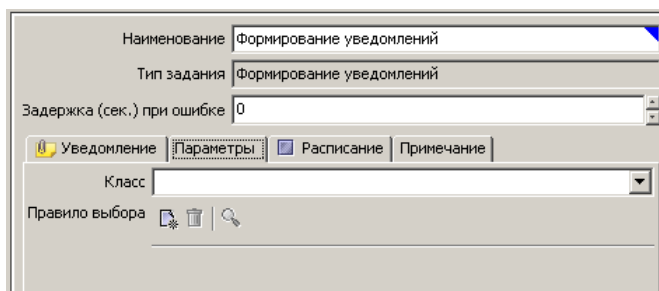 Наименование Формирование уведомлений
Тип задания Формирование уведомлений
Задержка (сек.) при ошибке 0
Уведомление Параметры Расписание Примечание
Класс
Правило выбора